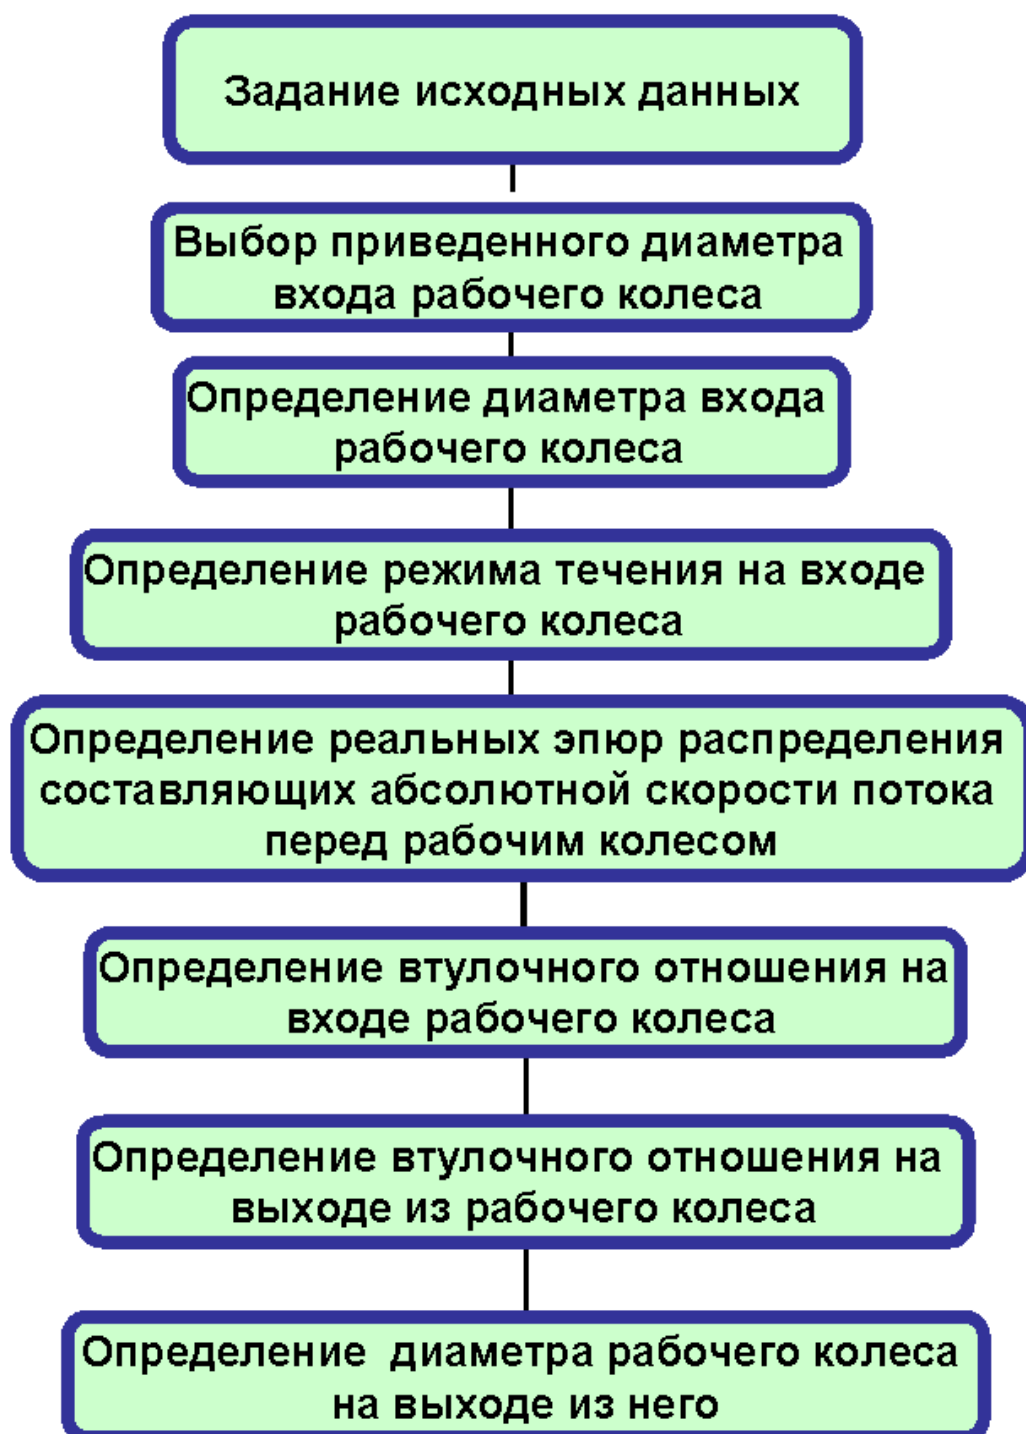 Задание исходных данных
Выбор приведенного диаметра
входа рабочего колеса
Определение диаметра входа
рабочего колеса
Определение режима течения на входе
рабочего колеса
Определение реальных эпюр распределения
составляющих абсолютной скорости потока
перед рабочим колесом
Определение втулочного отношения на
входе рабочего колеса
Определение втулочного отношения на
выходе из рабочего колеса
Определение диаметра рабочего колеса
на выходе из него